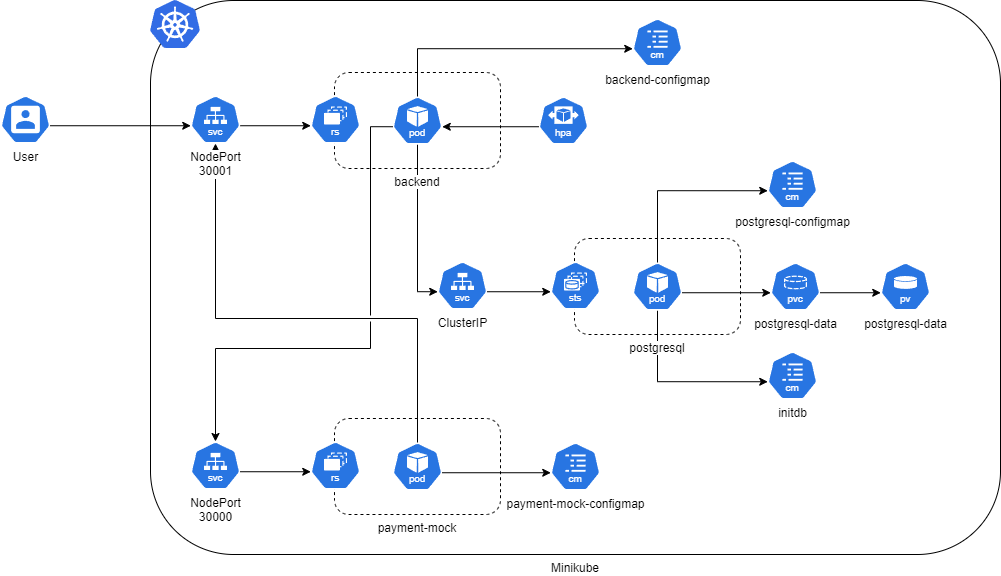 cm
backend-configmap
User
svc
NodePort
30001
rs
pod
hpa
backend
cm
postgresql-configmap
svc
ClusterIP
sts
pod
postgresql
pvc
postgresql-data
pv
postgresql-data
cm
initdb
svc
NodePort
30000
rs
pod
payment-mock
cm
payment-mock-configmap
Minikube